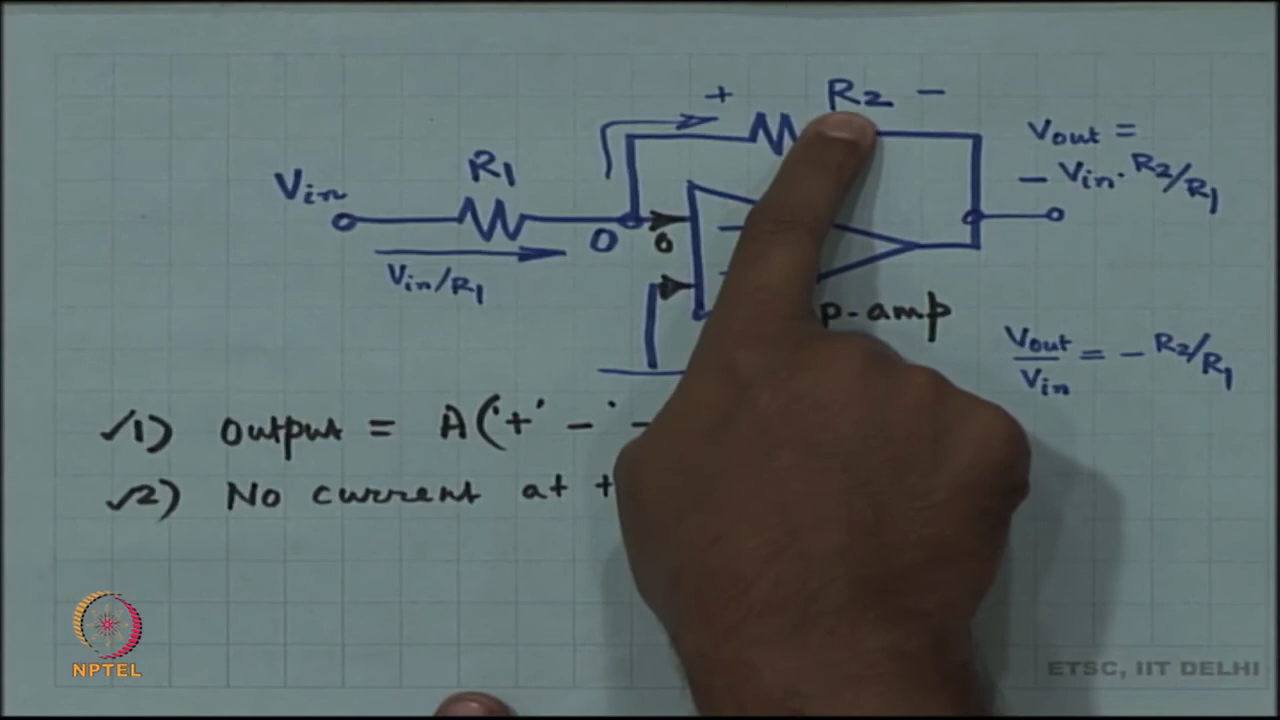 + R2 -
Vout =
- Vin. R2/R1
R1
Vin
0 0
Vin/R1
p-amp
Vout/Vin = - R2/R1
✓1) output = A('+' - '-
✓2) No current at +
NPTEL
ETSC, IIT DELHI